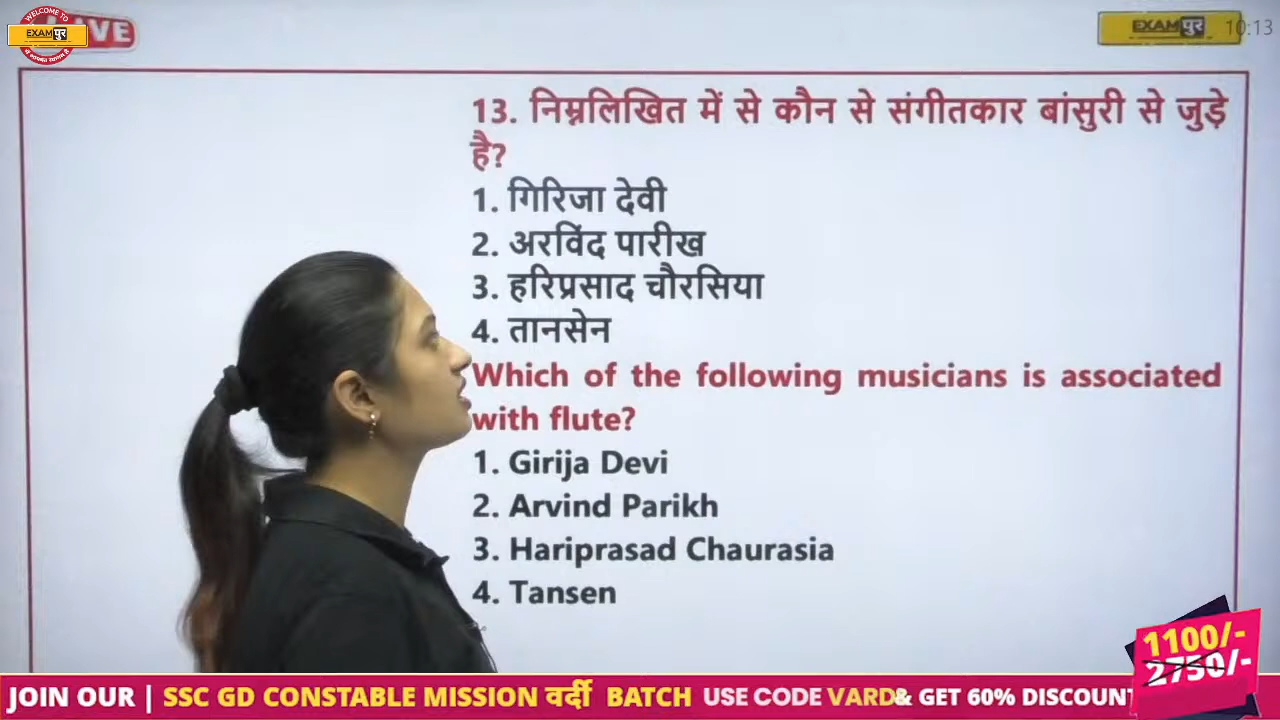 WELCOME TO
EXAMपुर
EXAMपुर 10:13
13. निम्नलिखित में से कौन से संगीतकार बांसुरी से जुड़े
है?
1. गिरिजा देवी
2. अरविंद पारीख
3. हरिप्रसाद चौरसिया
4. तानसेन
Which of the following musicians is associated
with flute?
1. Girija Devi
2. Arvind Parikh
3. Hariprasad Chaurasia
4. Tansen
1100/-
2750/-
JOIN OUR | SSC GD CONSTABLE MISSION वर्दी BATCH USE CODE VARD & GET 60% DISCOUNT